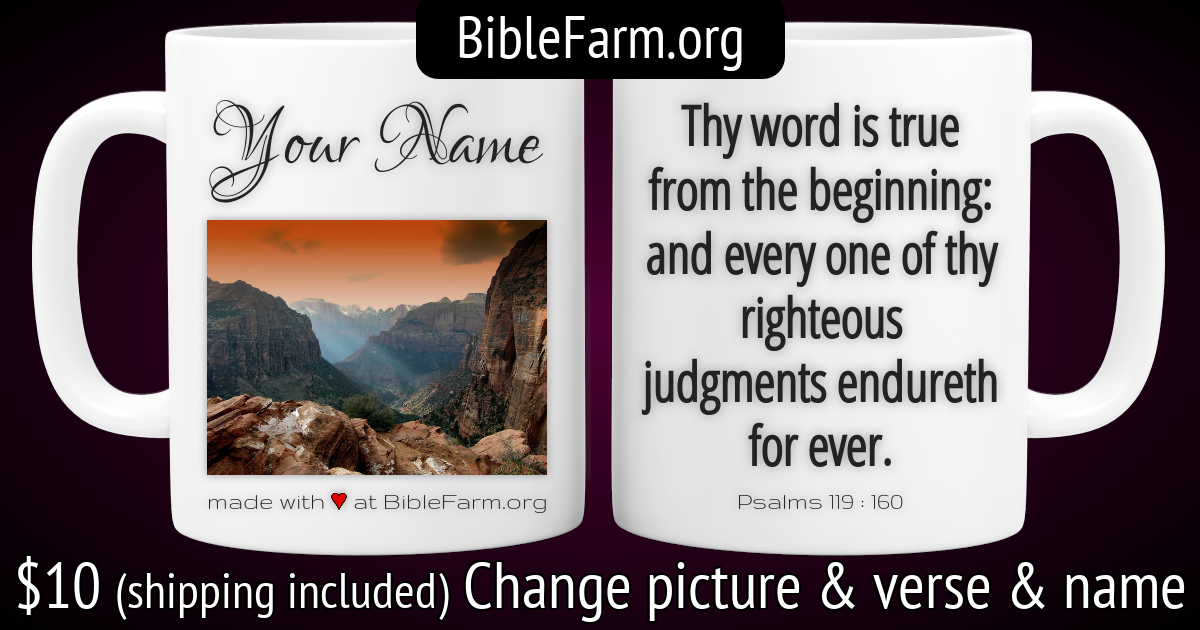 BibleFarm.org
Your Name
made with ♥ at BibleFarm.org
Thy word is true
from the beginning:
and every one of thy
righteous
judgments endureth
for ever.
Psalms 119 : 160
$10 (shipping included) Change picture & verse & name